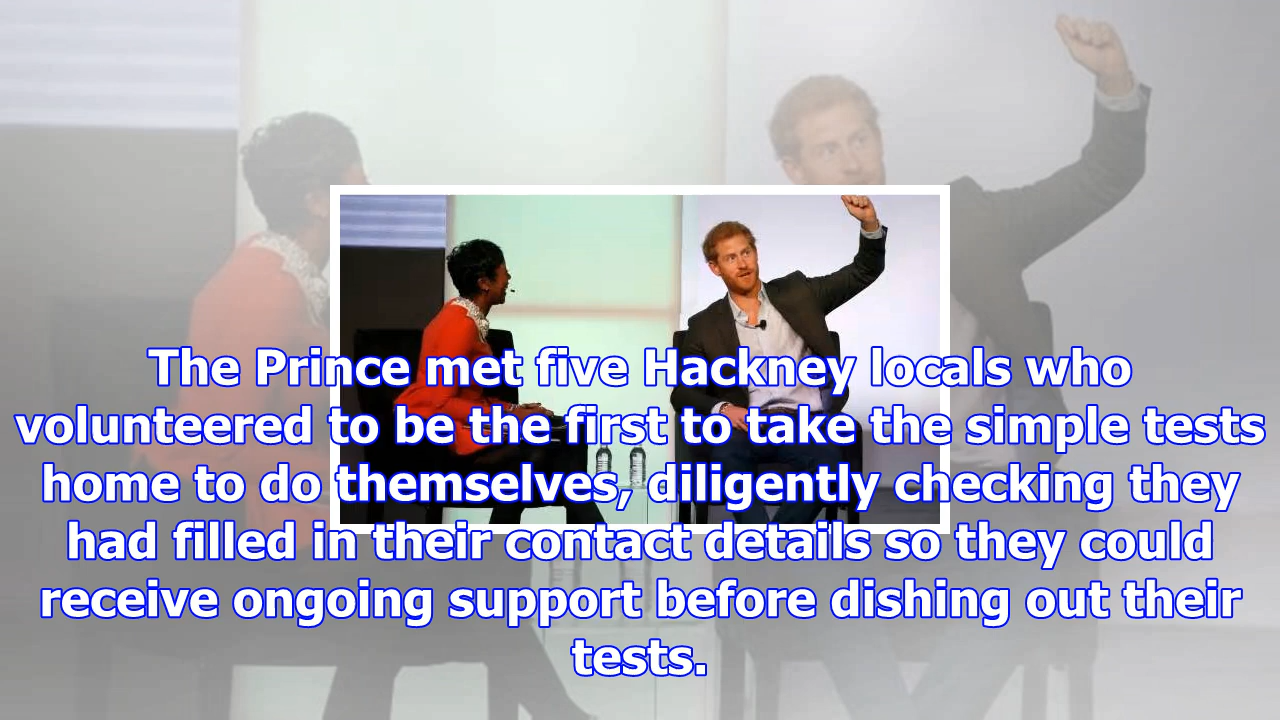 The Prince met five Hackney locals who
volunteered to be the first to take the simple tests
home to do themselves, diligently checking they
had filled in their contact details so they could
receive ongoing support before dishing out their
tests.